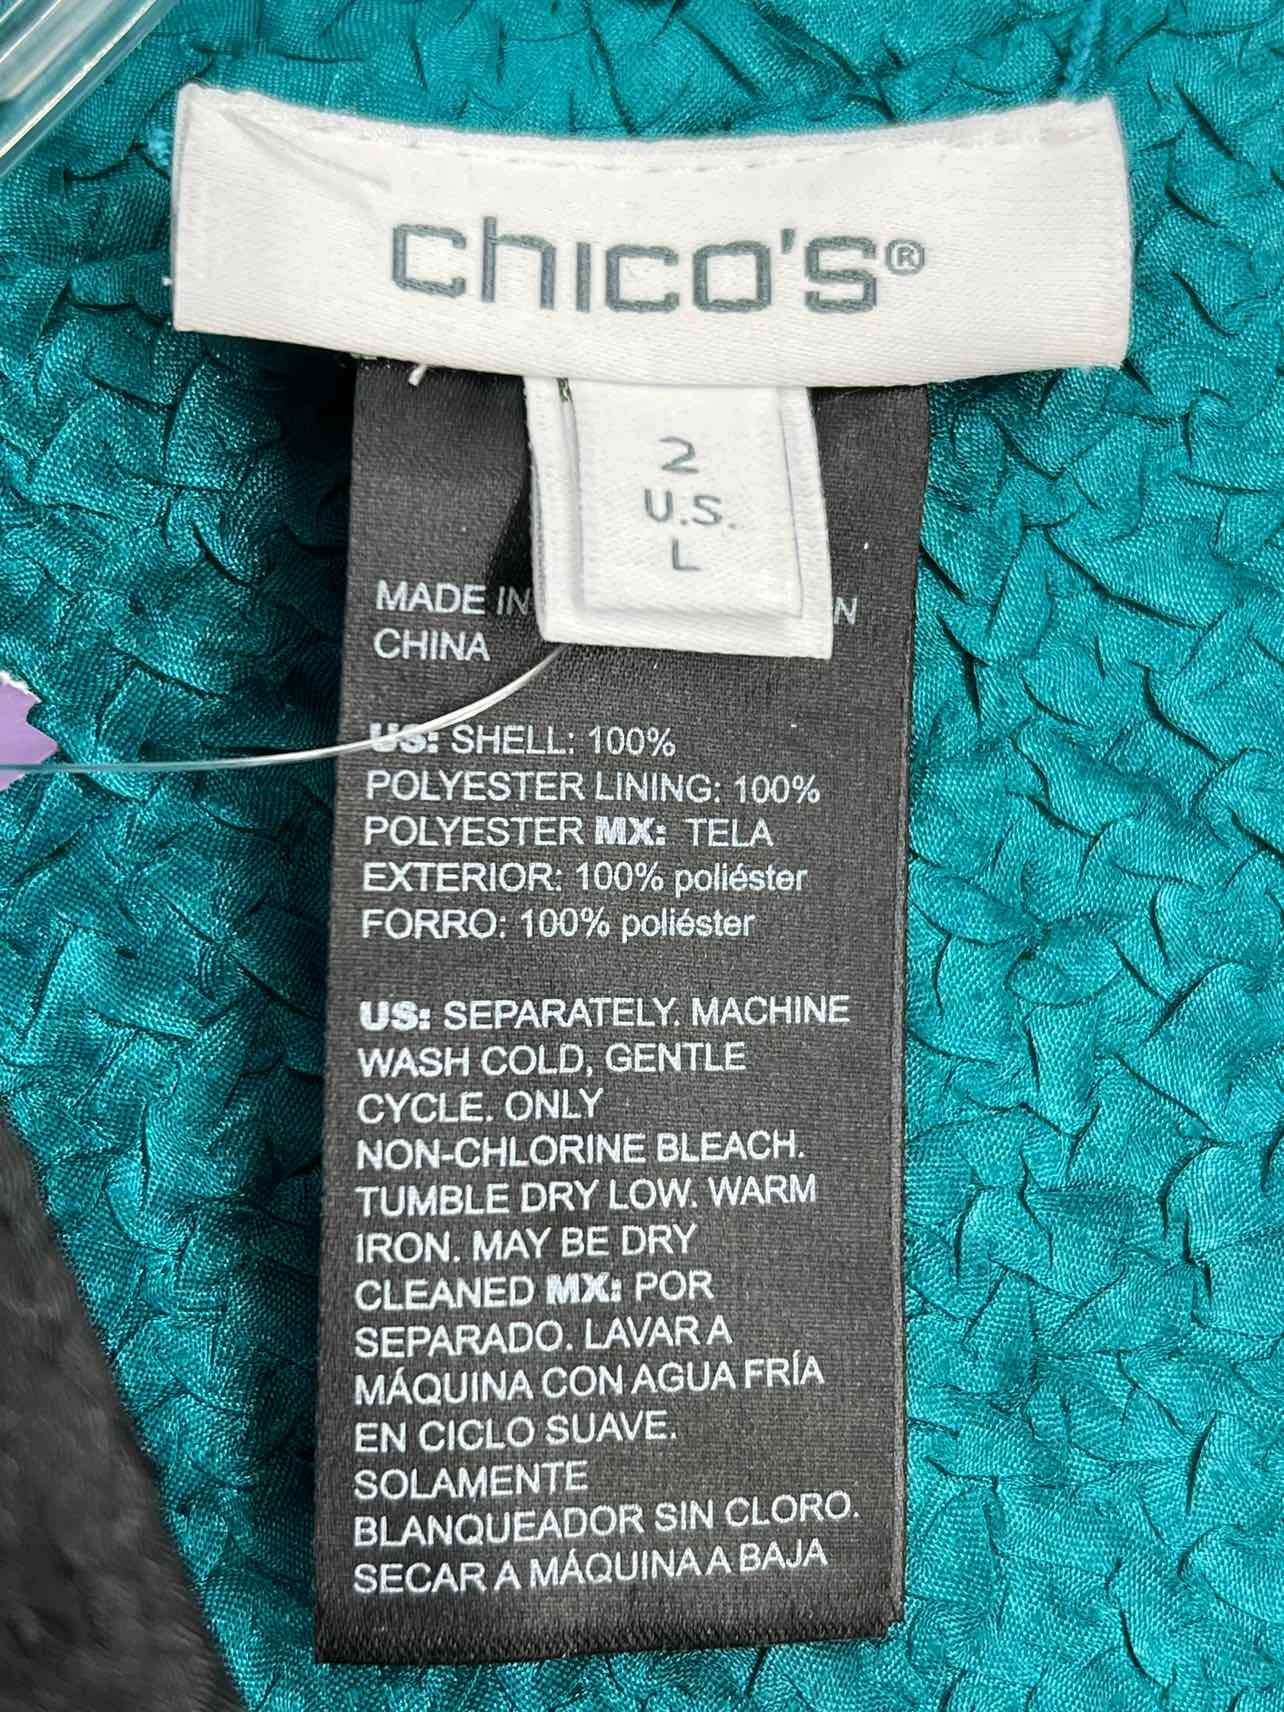 chico's®
2
U.S.
L
MADE IN
CHINA
US: SHELL: 100%
POLYESTER LINING: 100%
POLYESTER MX: TELA
EXTERIOR: 100% poliéster
FORRO: 100% poliéster
US: SEPARATELY. MACHINE
WASH COLD, GENTLE
CYCLE. ONLY
NON-CHLORINE BLEACH.
TUMBLE DRY LOW. WARM
IRON. MAY BE DRY
CLEANED MX: POR
SEPARADO. LAVAR A
MÁQUINA CON AGUA FRÍA
EN CICLO SUAVE.
SOLAMENTE
BLANQUEADOR SIN CLORO.
SECAR A MÁQUINA A BAJA